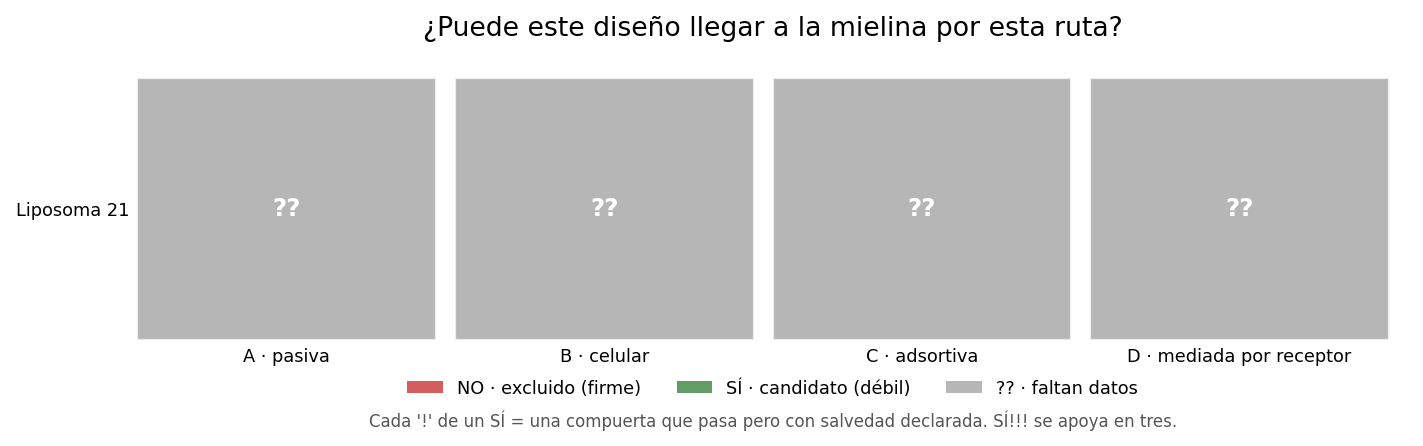 ¿Puede este diseño llegar a la mielina por esta ruta?
Liposoma 21
?? ?? ?? ??
A · pasiva B · celular C · adsortiva D · mediada por receptor
NO · excluido (firme) SÍ · candidato (débil) ?? · faltan datos
Cada '!' de un SÍ = una compuerta que pasa pero con salvedad declarada. SÍ!!! se apoya en tres.